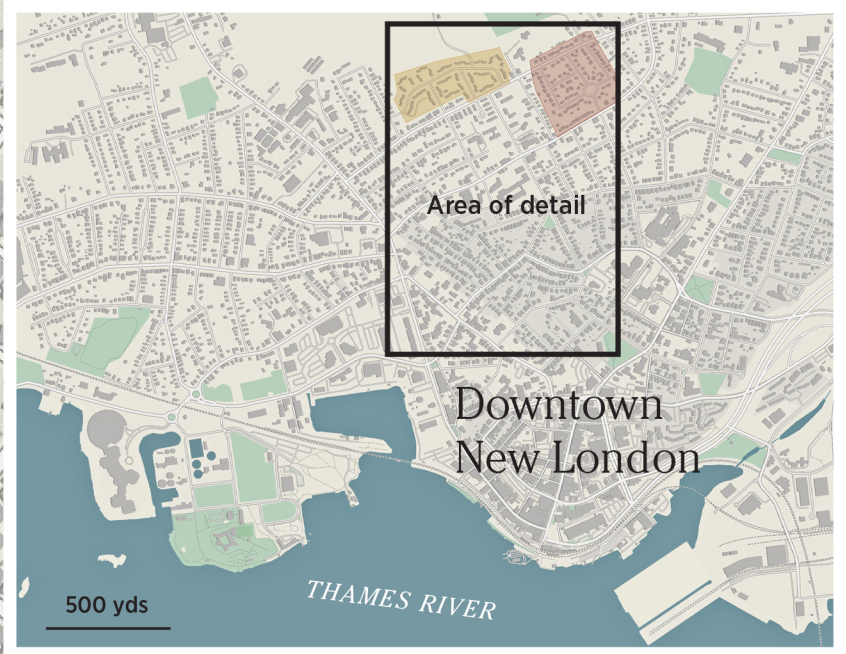 Area of detail
Downtown
New London
THAMES RIVER
500 yds